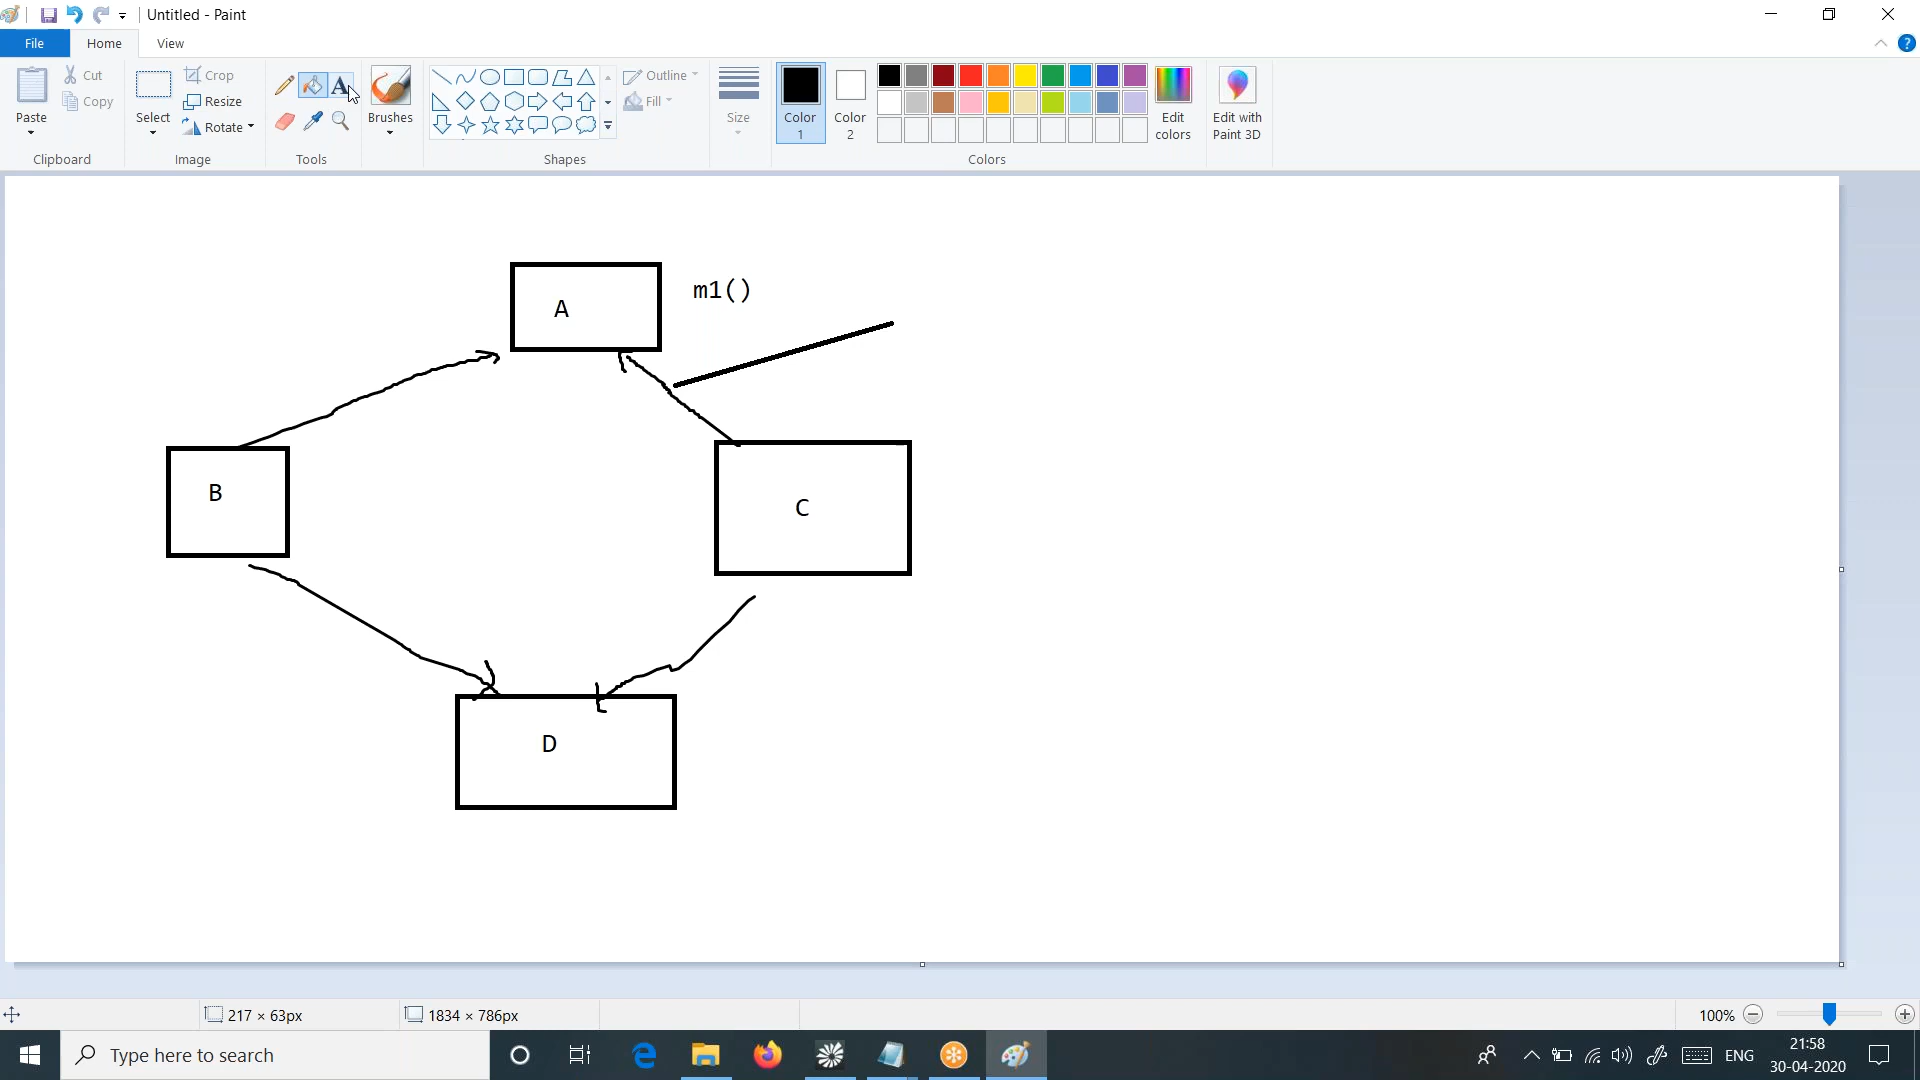 Untitled - Paint
File Home View
Paste
Cut
Copy
Clipboard
Select
Crop
Resize
Rotate
Image
A
Tools
Brushes
Shapes
Outline
Fill
Size
Color 1
Color 2
Colors
Edit colors
Edit with Paint 3D
A
m1()
B
C
D
217 × 63px
1834 × 786px
100%
Type here to search
ENG
21:58
30-04-2020